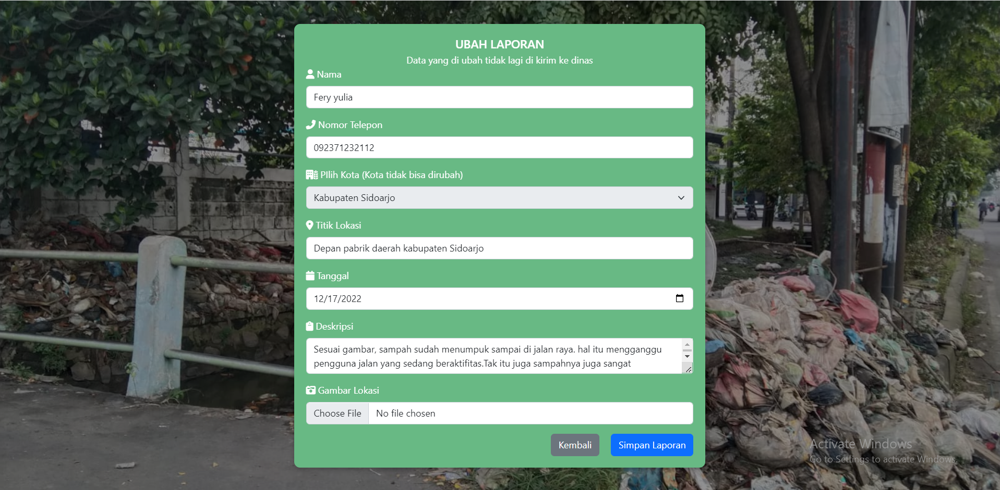 UBAH LAPORAN
Data yang di ubah tidak lagi di kirim ke dinas
Nama
Fery yulia
Nomor Telepon
092371232112
PIlih Kota (Kota tidak bisa dirubah)
Kabupaten Sidoarjo
Titik Lokasi
Depan pabrik daerah kabupaten Sidoarjo
Tanggal
12/17/2022
Deskripsi
Sesuai gambar, sampah sudah menumpuk sampai di jalan raya. hal itu mengganggu
pengguna jalan yang sedang beraktifitas.Tak itu juga sampahnya juga sangat
Gambar Lokasi
Choose File No file chosen
Kembali Simpan Laporan
Activate Windows
Go to Settings to activate Windows.